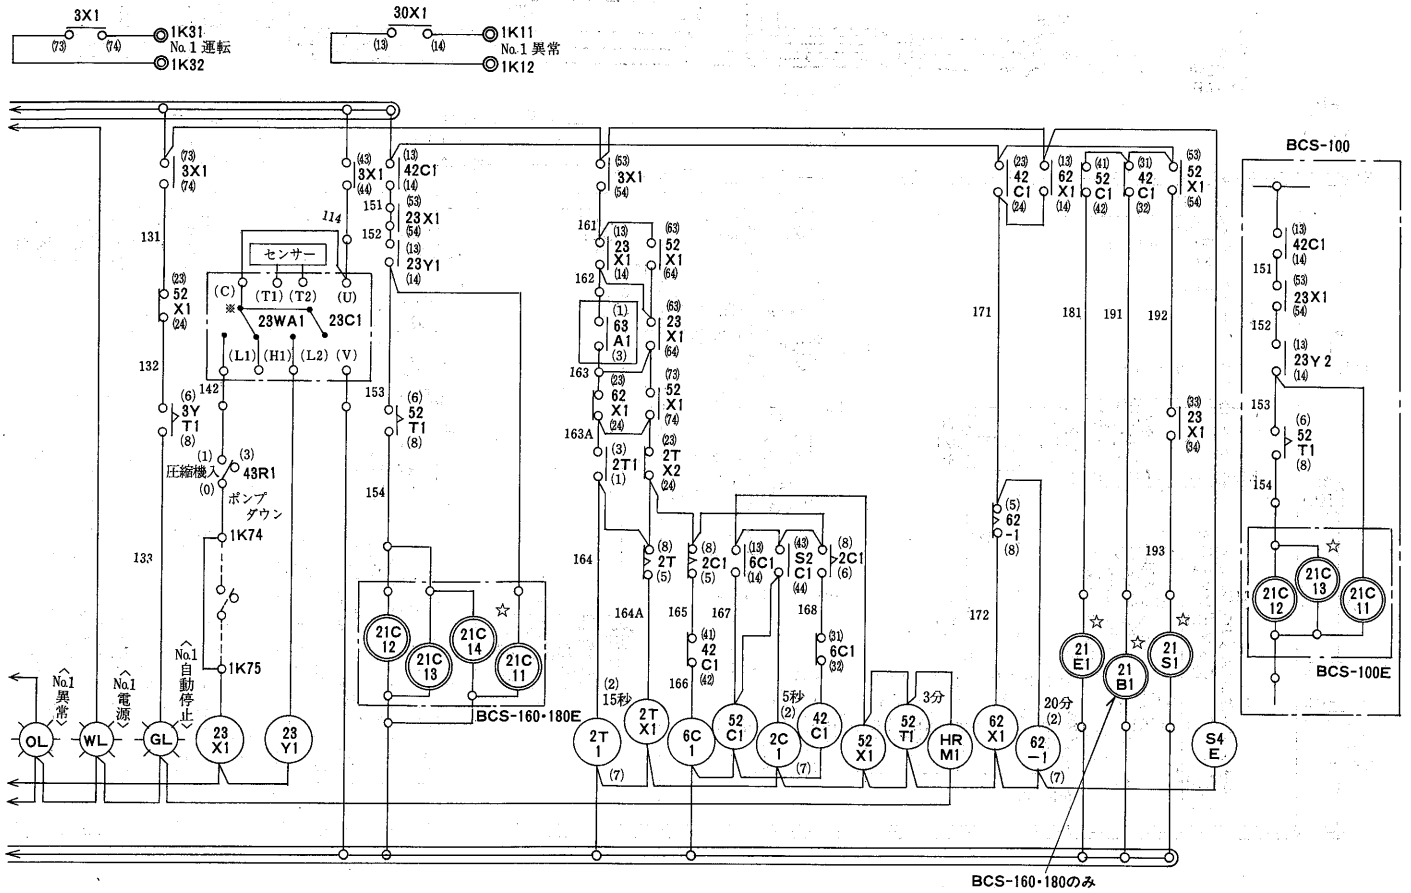 3X1
(73)
(74)
1K31
No.1 運転
1K32
30X1
(13)
(14)
1K11
No.1 異常
1K12
(73)
3X1
(74)
(43)
3X1
(44)
(13)
42C1
(14)
151
(53)
23X1
(54)
152
(13)
23Y1
(14)
(53)
3X1
(54)
(23)
42
C1
(24)
(13)
62
X1
(14)
(41)
52
C1
(42)
(31)
42
C1
(32)
(53)
52
X1
(54)
BCS-100
131
114
センサー
(C)
(T1)
(T2)
(U)
※
23WA1
23C1
(L1)
(H1)
(L2)
(V)
(23)
52
X1
(24)
132
142
153
(6)
3Y
T1
(8)
(6)
52
T1
(8)
(1)
(3)
圧縮機入
43R1
(0)
ポンプ
ダウン
1K74
133
154
1K75
161
(13)
23
X1
(14)
(63)
52
X1
(64)
162
(1)
63
A1
(3)
(63)
23
X1
(64)
163
(23)
62
X1
(24)
(73)
52
X1
(74)
163A
(3)
2T1
(1)
(23)
2T
X2
(24)
164
(8)
2T
(5)
(8)
2C1
(5)
(13)
6C1
(14)
(43)
S2
C1
(44)
(8)
2C1
(6)
164A
165
167
168
(41)
42
C1
(42)
(31)
6C1
(32)
166
171
(5)
62
-1
(8)
172
181
191
192
(33)
23
X1
(34)
193
(13)
42C1
(14)
151
(53)
23X1
(54)
152
(13)
23Y2
(14)
153
(6)
52
T1
(8)
154
☆
21C
12
21C
13
21C
11
BCS-100E
21C
12
21C
13
21C
14
☆
21C
11
BCS-160・180E
☆
21
E1
☆
21
B1
☆
21
S1
〈No.1異常〉
〈No.1電源〉
〈No.1自動停止〉
OL
WL
GL
23
X1
23
Y1
(2)
15秒
2T
1
(7)
2T
X1
6C
1
52
C1
5秒
(2)
2C
1
(7)
42
C1
52
X1
3分
52
T1
HR
M1
62
X1
20分
(2)
62
-1
(7)
S4
E
BCS-160・180のみ